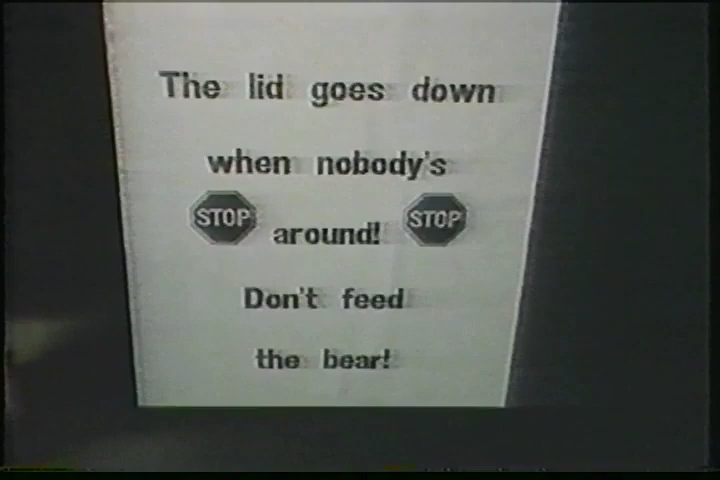 The lid goes down
when nobody's
STOP around! STOP
Don't feed
the bear!